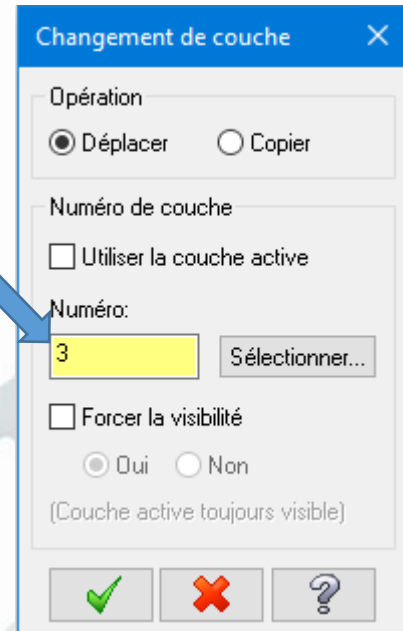 Changement de couche
Opération
Déplacer Copier
Numéro de couche
Utiliser la couche active
Numéro:
3 Sélectionner...
Forcer la visibilité
Oui Non
(Couche active toujours visible)